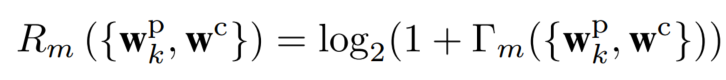 R_m ({𝐰_k^p, 𝐰^c}) = log_2(1 + Γ_m({𝐰_k^p, 𝐰^c}))